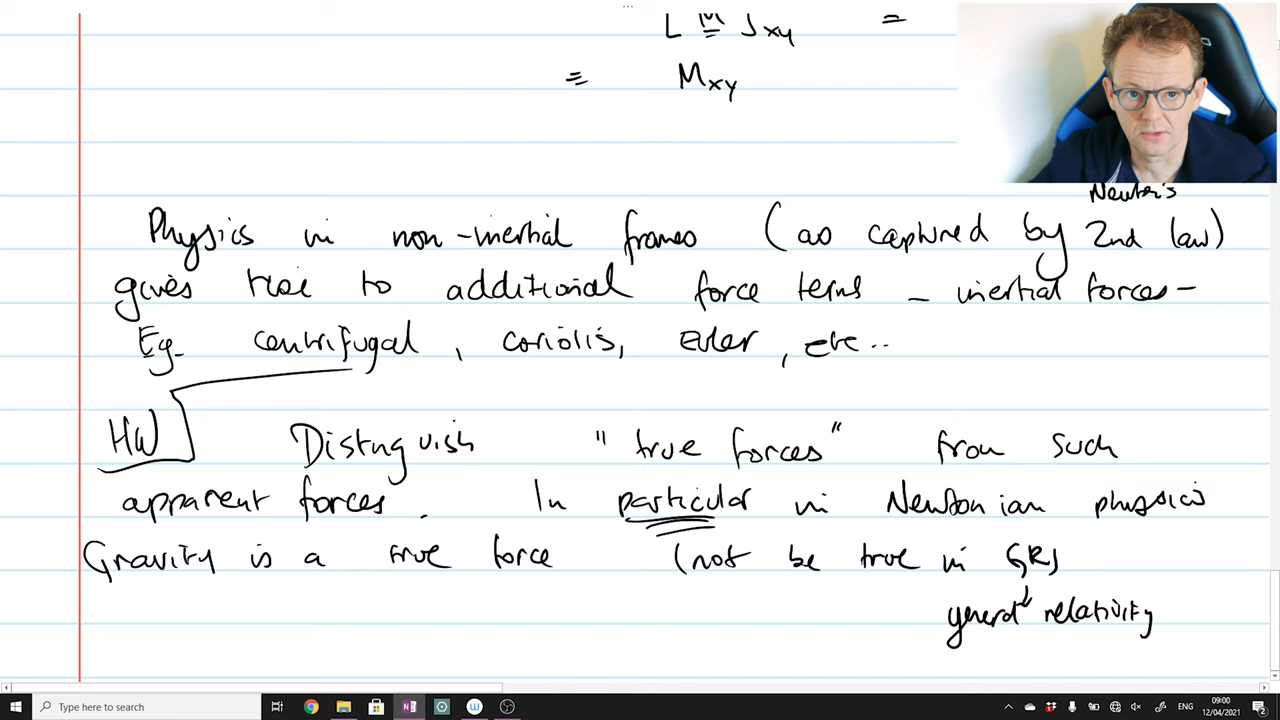 Mxy
Newton's
Physics in non-inertial frames (as captured by 2nd law)
gives rise to additional force terms - inertial forces -
Eg. centrifugal, coriolis, Euler, etc..
HW Distinguish "true forces" from such
apparent forces. In particular in Newtonian physics
Gravity is a true force (not be true in GR)
general relativity
Type here to search
ENG
09:00
12/04/2021
2